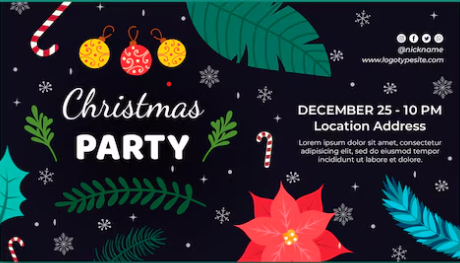 @nickname
www.logotypesite.com
Christmas
PARTY
DECEMBER 25 - 10 PM
Location Address
Lorem ipsum dolor sit amet, consectetur
adipisicing elit, sed do eiusmod tempor
incididunt ut labore et dolore.